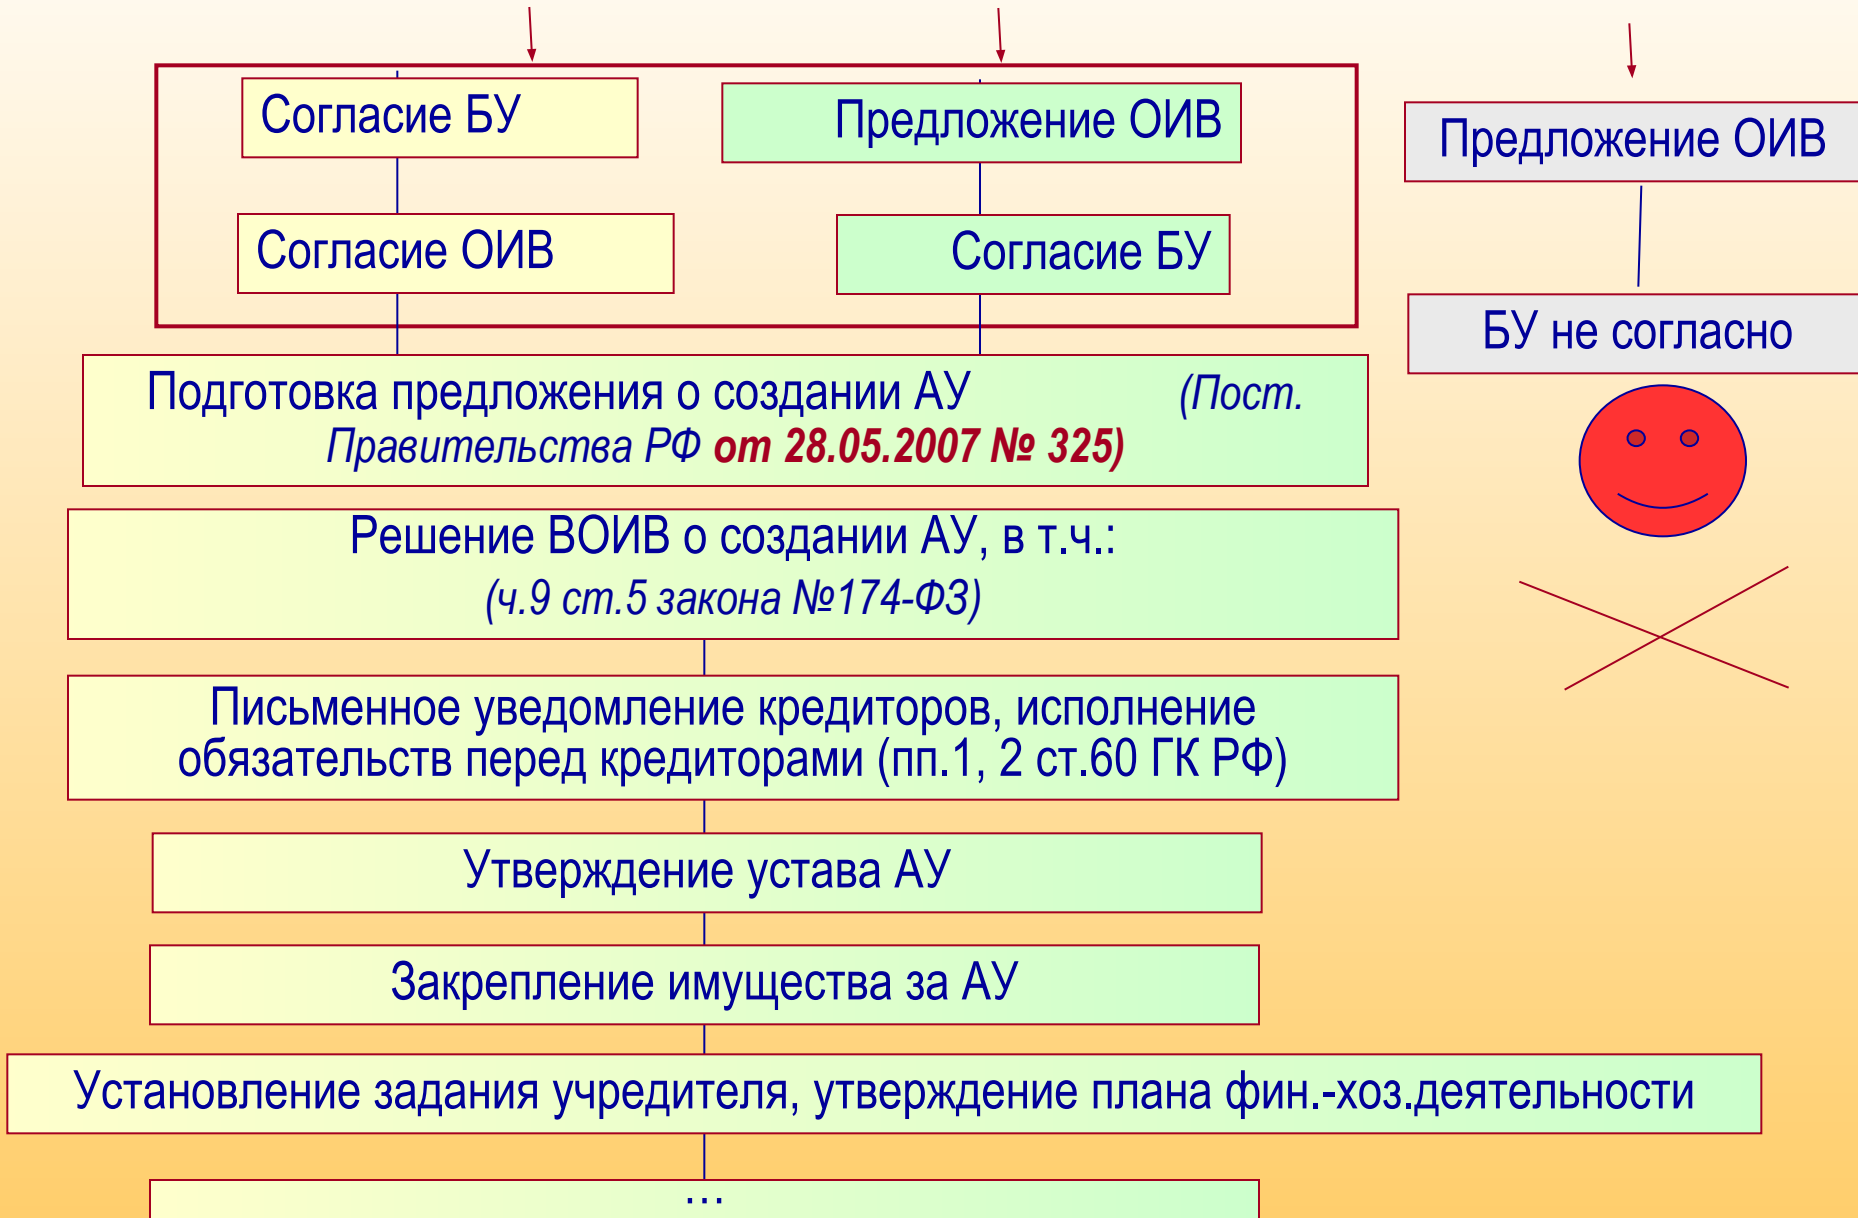 Согласие БУ
Предложение ОИВ
Предложение ОИВ
Согласие ОИВ
Согласие БУ
БУ не согласно
Подготовка предложения о создании АУ (Пост.
Правительства РФ от 28.05.2007 № 325)
Решение ВОИВ о создании АУ, в т.ч.:
(ч.9 ст.5 закона №174-ФЗ)
Письменное уведомление кредиторов, исполнение
обязательств перед кредиторами (пп.1, 2 ст.60 ГК РФ)
Утверждение устава АУ
Закрепление имущества за АУ
Установление задания учредителя, утверждение плана фин.-хоз.деятельности
…